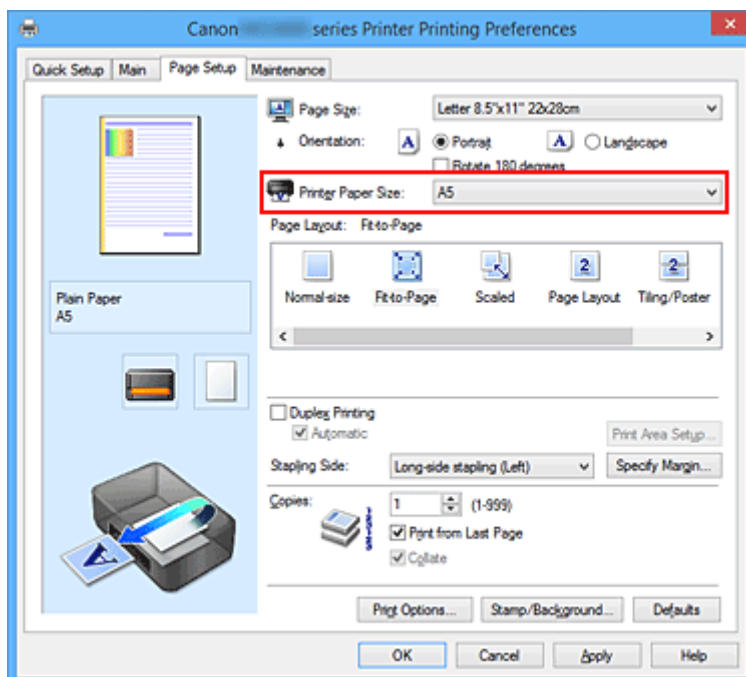 Canon series Printer Printing Preferences
Quick Setup Main Page Setup Maintenance
Page Size: Letter 8.5"x11" 22x28cm
Orientation: A Portrait A Landscape
Rotate 180 degrees
Printer Paper Size: A5
Page Layout: Fit-to-Page
2 2
Normal-size Fit-to-Page Scaled Page Layout Tiling/Poster
Plain Paper
A5
Duplex Printing
Automatic
Print Area Setup...
Stapling Side: Long-side stapling (Left) Specify Margin...
Copies: 1 (1-999)
Print from Last Page
Collate
A
Print Options... Stamp/Background... Defaults
OK Cancel Apply Help